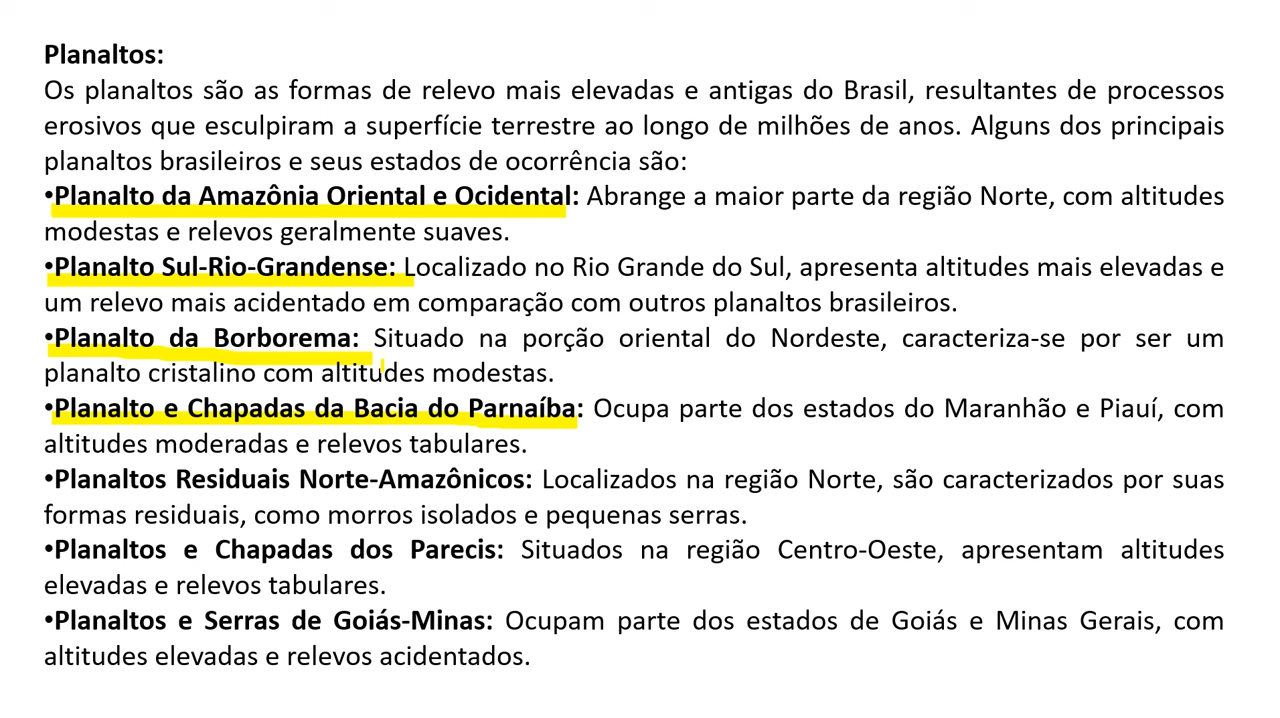 Planaltos:
Os planaltos são as formas de relevo mais elevadas e antigas do Brasil, resultantes de processos
erosivos que esculpiram a superfície terrestre ao longo de milhões de anos. Alguns dos principais
planaltos brasileiros e seus estados de ocorrência são:
•Planalto da Amazônia Oriental e Ocidental: Abrange a maior parte da região Norte, com altitudes
modestas e relevos geralmente suaves.
•Planalto Sul-Rio-Grandense: Localizado no Rio Grande do Sul, apresenta altitudes mais elevadas e
um relevo mais acidentado em comparação com outros planaltos brasileiros.
•Planalto da Borborema: Situado na porção oriental do Nordeste, caracteriza-se por ser um
planalto cristalino com altitudes modestas.
•Planalto e Chapadas da Bacia do Parnaíba: Ocupa parte dos estados do Maranhão e Piauí, com
altitudes moderadas e relevos tabulares.
•Planaltos Residuais Norte-Amazônicos: Localizados na região Norte, são caracterizados por suas
formas residuais, como morros isolados e pequenas serras.
•Planaltos e Chapadas dos Parecis: Situados na região Centro-Oeste, apresentam altitudes
elevadas e relevos tabulares.
•Planaltos e Serras de Goiás-Minas: Ocupam parte dos estados de Goiás e Minas Gerais, com
altitudes elevadas e relevos acidentados.